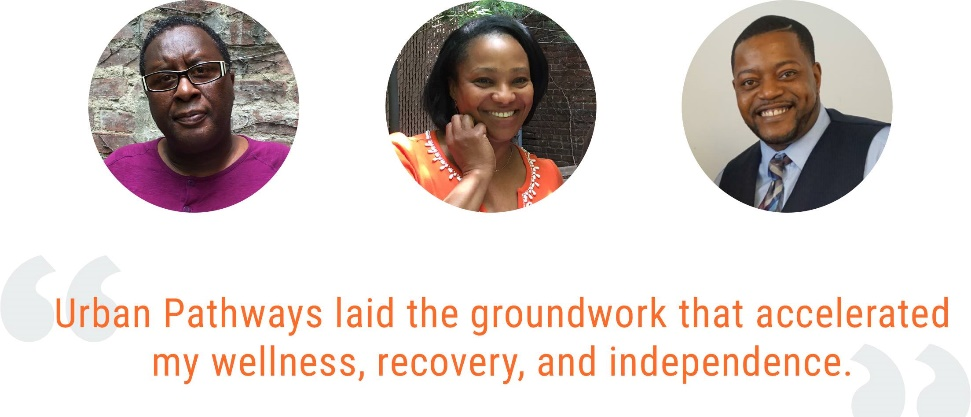 Urban Pathways laid the groundwork that accelerated
my wellness, recovery, and independence.